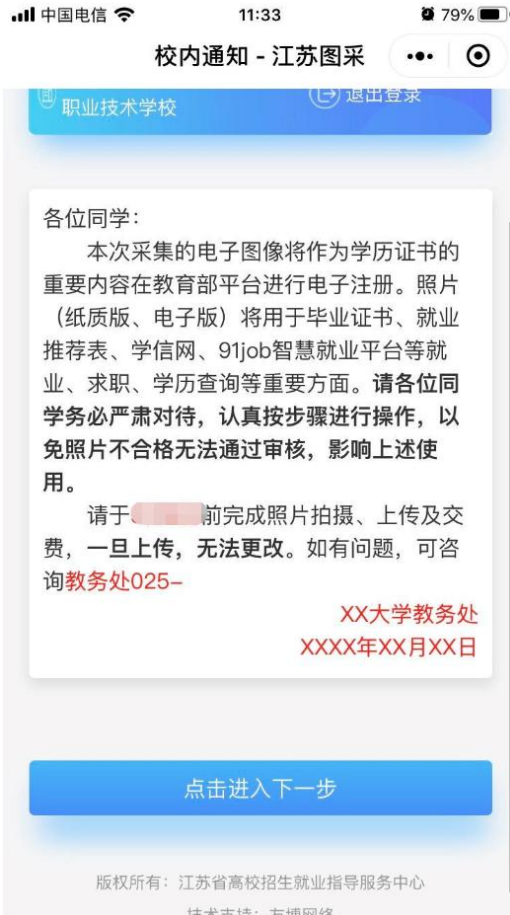 中国电信 11:33 79%
校内通知 - 江苏图采
职业技术学校 退出登录
各位同学：
本次采集的电子图像将作为学历证书的
重要内容在教育部平台进行电子注册。照片
（纸质版、电子版）将用于毕业证书、就业
推荐表、学信网、91job智慧就业平台等就
业、求职、学历查询等重要方面。请各位同
学务必严肃对待，认真按步骤进行操作，以
免照片不合格无法通过审核，影响上述使
用。
请于 前完成照片拍摄、上传及交
费，一旦上传，无法更改。如有问题，可咨
询教务处025-
XX大学教务处
XXXX年XX月XX日
点击进入下一步
版权所有：江苏省高校招生就业指导服务中心
技术支持：友博网络